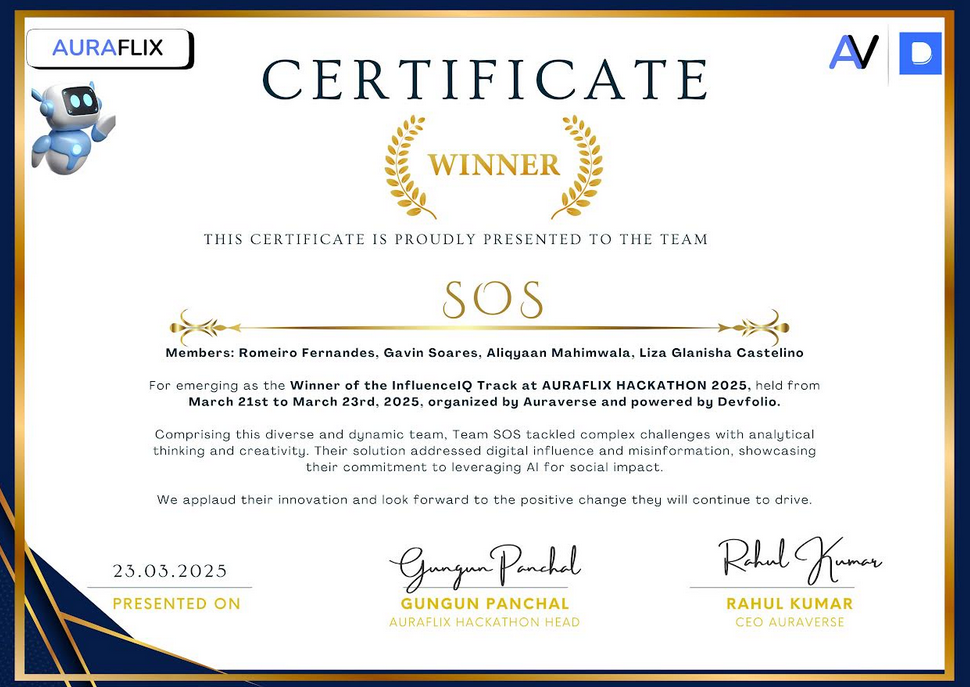 AURAFLIX
AV
D
CERTIFICATE
WINNER
THIS CERTIFICATE IS PROUDLY PRESENTED TO THE TEAM
SOS
Members: Romeiro Fernandes, Gavin Soares, Aliqyaan Mahimwala, Liza Glanisha Castelino
For emerging as the Winner of the InfluenceIQ Track at AURAFLIX HACKATHON 2025, held from
March 21st to March 23rd, 2025, organized by Auraverse and powered by Devfolio.
Comprising this diverse and dynamic team, Team SOS tackled complex challenges with analytical
thinking and creativity. Their solution addressed digital influence and misinformation, showcasing
their commitment to leveraging AI for social impact.
We applaud their innovation and look forward to the positive change they will continue to drive.
23.03.2025
PRESENTED ON
Gungun Panchal
GUNGUN PANCHAL
AURAFLIX HACKATHON HEAD
Rahul Kumar
RAHUL KUMAR
CEO AURAVERSE